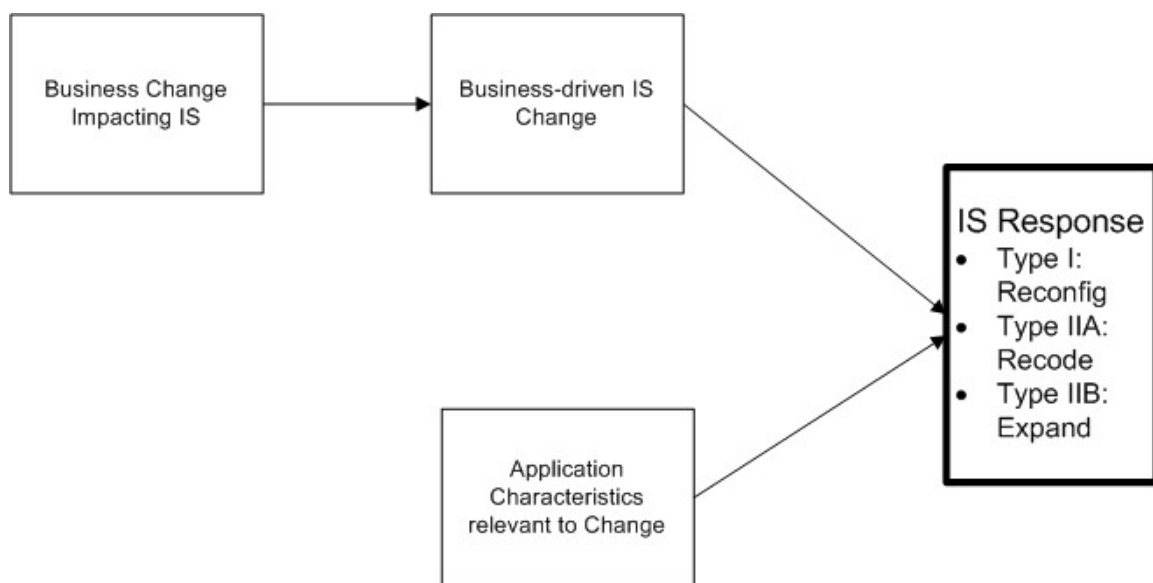 Business Change
Impacting IS
Business-driven IS
Change
IS Response
• Type I:
Reconfig
• Type IIA:
Recode
• Type IIB:
Expand
Application
Characteristics
relevant to Change